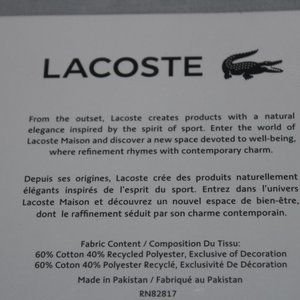 LACOSTE
From the outset, Lacoste creates products with a natural
elegance inspired by the spirit of sport. Enter the world of
Lacoste Maison and discover a new space devoted to well-being,
where refinement rhymes with contemporary charm.
Depuis ses origines, Lacoste crée des produits naturellement
élégants inspirés de l'esprit du sport. Entrez dans l'univers
Lacoste Maison et découvrez un nouvel espace de bien-être,
dont le raffinement séduit par son charme contemporain.
Fabric Content / Composition Du Tissu:
60% Cotton 40% Recycled Polyester, Exclusive of Decoration
60% Coton 40% Polyester Recyclé, Exclusivité De Décoration
Made in Pakistan / Fabriqué au Pakistan
RN82817